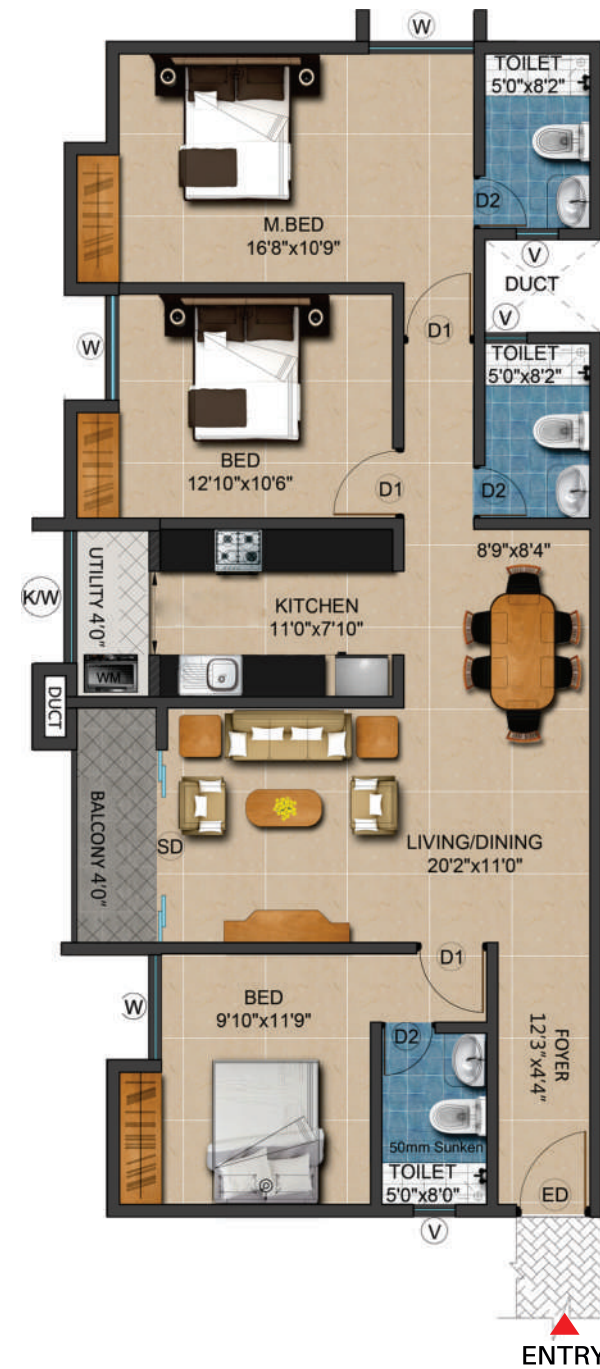 W
TOILET
5'0"x8'2"
D2
M.BED
16'8"x10'9"
V
DUCT
V
D1
W
TOILET
5'0"x8'2"
BED
12'10"x10'6"
D1
D2
8'9"x8'4"
K/W
UTILITY 4'0"
KITCHEN
11'0"x7'10"
WM
DUCT
BALCONY 4'0"
SD
LIVING/DINING
20'2"x11'0"
D1
BED
9'10"x11'9"
W
D2
FOYER
12'3"x4'4"
50mm Sunken
TOILET
5'0"x8'0"
ED
V
ENTRY